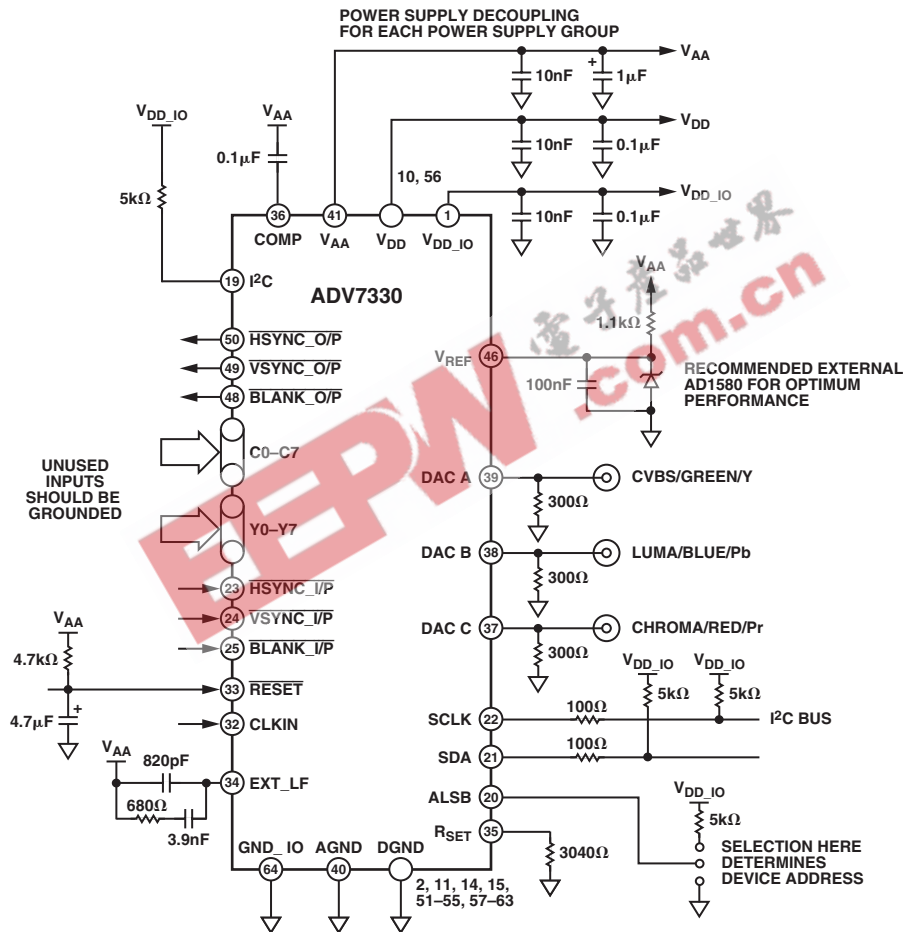 POWER SUPPLY DECOUPLING
FOR EACH POWER SUPPLY GROUP
VAA
10nF
+
1µF
VDD_IO
VAA
VDD
0.1µF
10, 56
10nF
0.1µF
5kΩ
VDD_IO
10nF
0.1µF
36
41
1
COMP
VAA
VDD
VDD_IO
19
I2C
ADV7330
VAA
1.1kΩ
50
HSYNC_O/P
49
VSYNC_O/P
48
BLANK_O/P
VREF
46
100nF
RECOMMENDED EXTERNAL
AD1580 FOR OPTIMUM
PERFORMANCE
UNUSED
INPUTS
SHOULD BE
GROUNDED
C0–C7
Y0–Y7
DAC A
39
CVBS/GREEN/Y
300Ω
DAC B
38
LUMA/BLUE/Pb
300Ω
23
HSYNC_I/P
24
VSYNC_I/P
25
BLANK_I/P
DAC C
37
CHROMA/RED/Pr
300Ω
VAA
4.7kΩ
33
RESET
+
4.7µF
32
CLKIN
VDD_IO
VDD_IO
5kΩ
5kΩ
SCLK
22
100Ω
I2C BUS
SDA
21
100Ω
VAA
820pF
34
EXT_LF
680Ω
3.9nF
ALSB
20
VDD_IO
5kΩ
RSET
35
3040Ω
SELECTION HERE
DETERMINES
DEVICE ADDRESS
GND_IO
AGND
DGND
64
40
2, 11, 14, 15,
51–55, 57–63
EEPW
.com.cn
電子產品世界